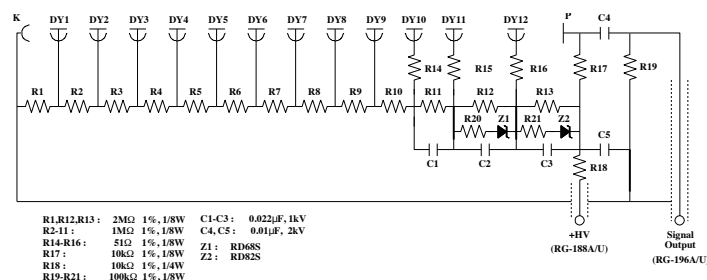 K DY1 DY2 DY3 DY4 DY5 DY6 DY7 DY8 DY9 DY10 DY11 DY12 P C4
R14 R15 R16 R17 R19
R1 R2 R3 R4 R5 R6 R7 R8 R9 R10 R11 R12 R13
R20 Z1 R21 Z2
C1 C2 C3 C5
R18
R1,R12,R13 : 2MΩ 1%, 1/8W
R2-11 : 1MΩ 1%, 1/8W
R14-R16 : 51Ω 1%, 1/8W
R17 : 10kΩ 1%, 1/8W
R18 : 10kΩ 1%, 1/4W
R19-R21 : 100kΩ 1%, 1/8W
C1-C3 : 0.022μF, 1kV
C4, C5 : 0.01μF, 2kV
Z1 : RD68S
Z2 : RD82S
+HV
(RG-188A/U)
Signal
Output
(RG-196A/U)